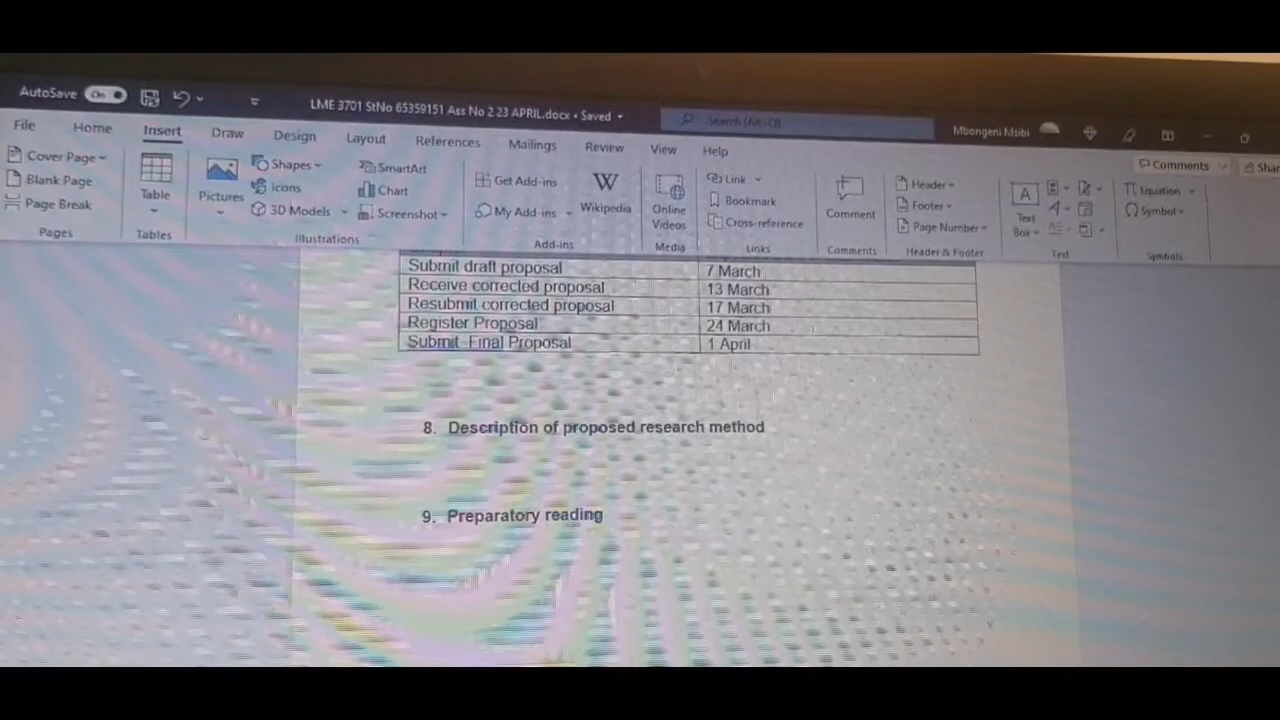 AutoSave On LME 3701 StNo 65359151 Ass No 2 23 APRIL.docx • Saved Search (Alt+Q) Mbongeni Msibi
File Home Insert Draw Design Layout References Mailings Review View Help Comments Shar
Cover Page
Blank Page
Page Break
Pages
Table
Tables
Pictures
Shapes
Icons
3D Models
SmartArt
Chart
Screenshot
Illustrations
Get Add-ins
My Add-ins
Wikipedia
Add-ins
Online
Videos
Media
Link
Bookmark
Cross-reference
Links
Comment
Comments
Header
Footer
Page Number
Header & Footer
Text
Box
Text
Equation
Symbol
Symbols
Submit draft proposal 7 March
Receive corrected proposal 13 March
Resubmit corrected proposal 17 March
Register Proposal 24 March
Submit Final Proposal 1 April
8. Description of proposed research method
9. Preparatory reading